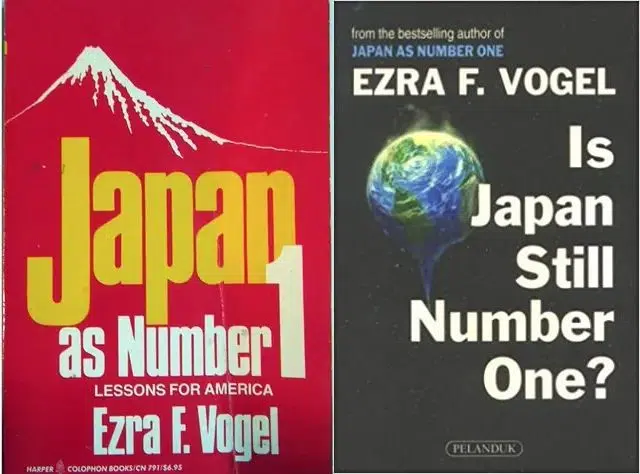 Japan
as Number 1
LESSONS FOR AMERICA
Ezra F. Vogel
HARPER COLOPHON BOOKS/CN 791/$6.95
from the bestselling author of
JAPAN AS NUMBER ONE
EZRA F. VOGEL
Is
Japan
Still
Number
One?
PELANDUK